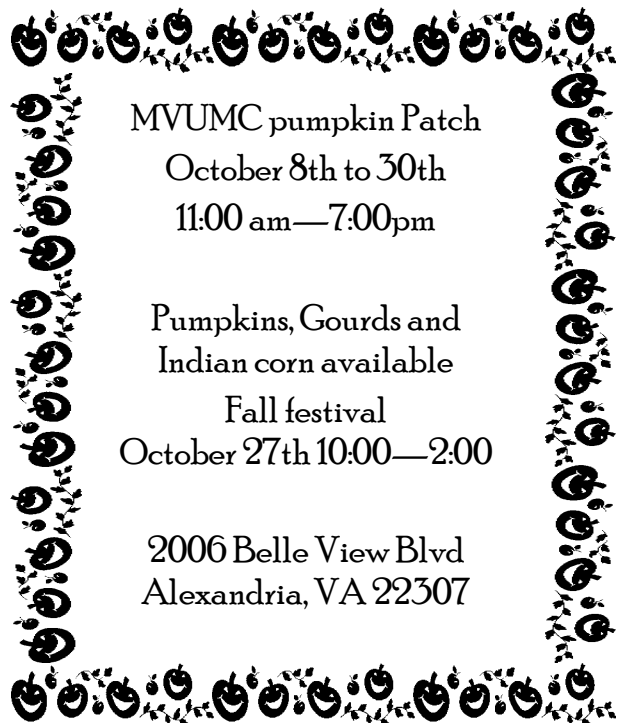 MVUMC pumpkin Patch
October 8th to 30th
11:00 am—7:00pm
Pumpkins, Gourds and
Indian corn available
Fall festival
October 27th 10:00—2:00
2006 Belle View Blvd
Alexandria, VA 22307